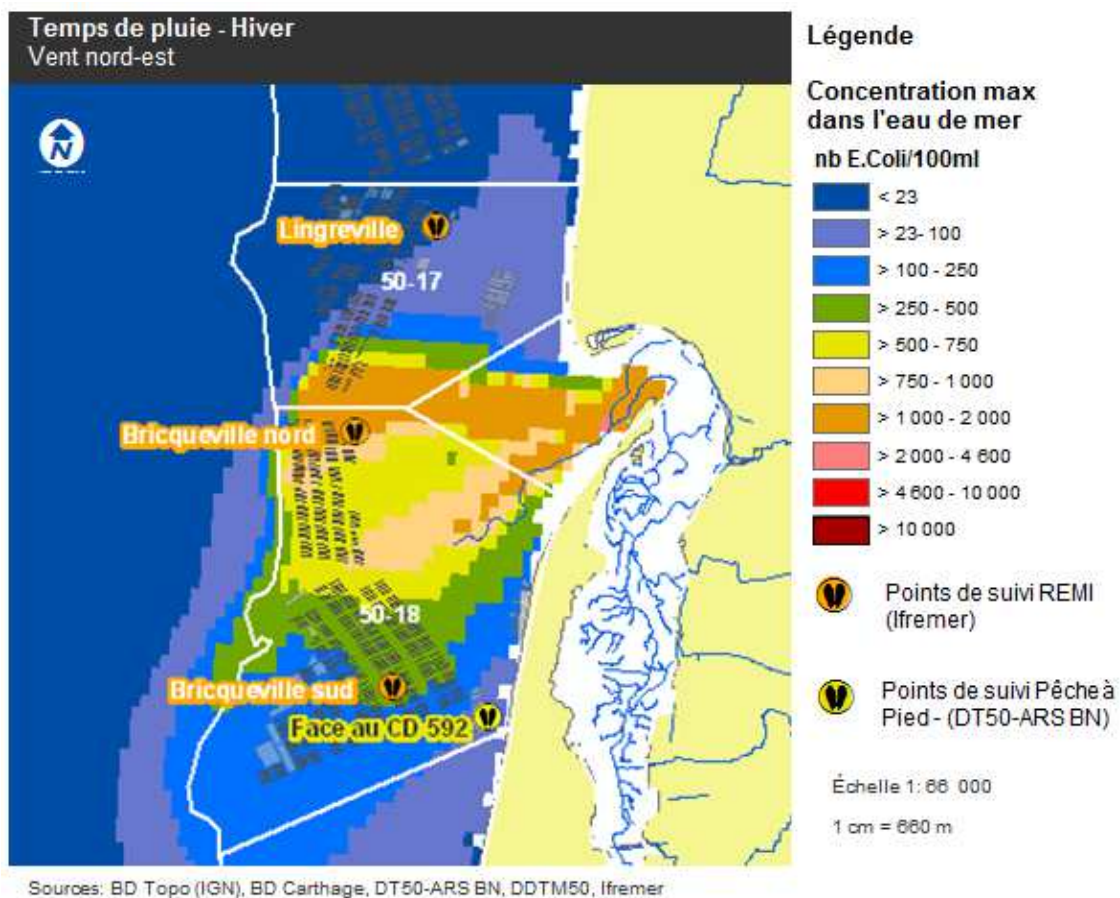 Temps de pluie - Hiver
Vent nord-est
N
Lingreville
50-17
Bricqueville nord
50-18
Bricqueville sud
Face au CD 592
Légende
Concentration max
dans l'eau de mer
nb E.Coli/100ml
< 23
> 23- 100
> 100 - 250
> 250 - 500
> 500 - 750
> 750 - 1 000
> 1 000 - 2 000
> 2 000 - 4 600
> 4 600 - 10 000
> 10 000
Points de suivi REMI
(Ifremer)
Points de suivi Pêche à
Pied - (DT50-ARS BN)
Échelle 1: 66 000
1 cm = 660 m
Sources: BD Topo (IGN), BD Carthage, DT50-ARS BN, DDTM50, Ifremer